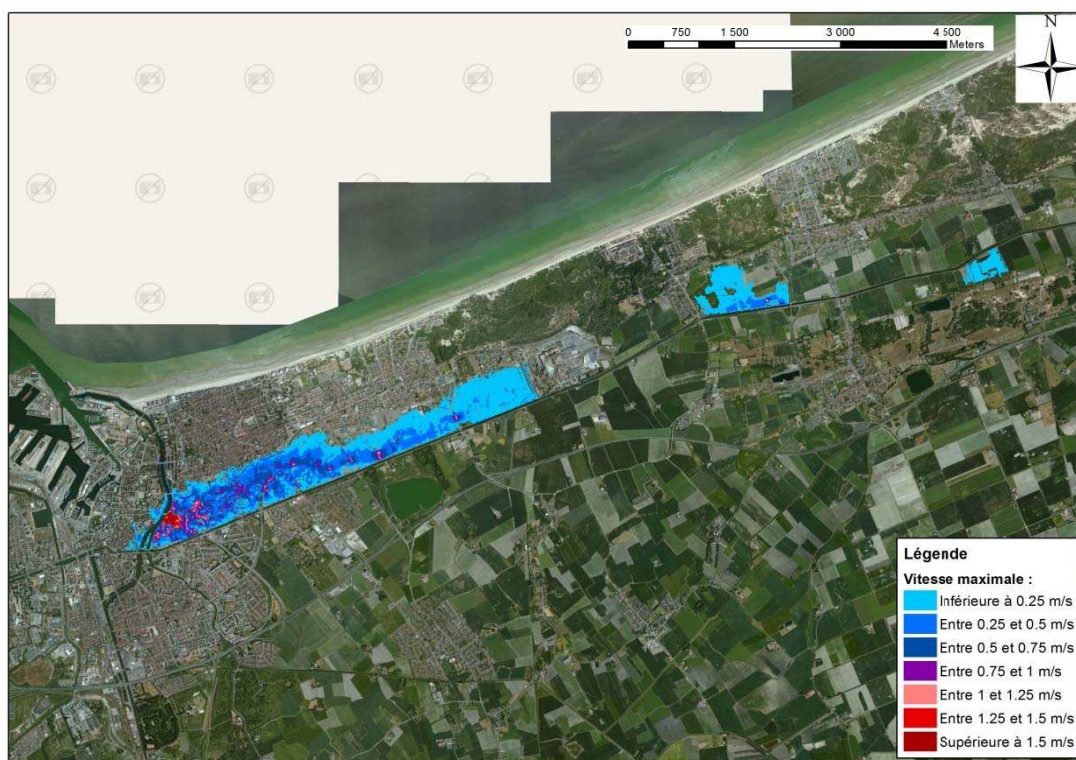 N
0 750 1 500 3 000 4 500
Meters
Légende
Vitesse maximale :
Inférieure à 0.25 m/s
Entre 0.25 et 0.5 m/s
Entre 0.5 et 0.75 m/s
Entre 0.75 et 1 m/s
Entre 1 et 1.25 m/s
Entre 1.25 et 1.5 m/s
Supérieure à 1.5 m/s